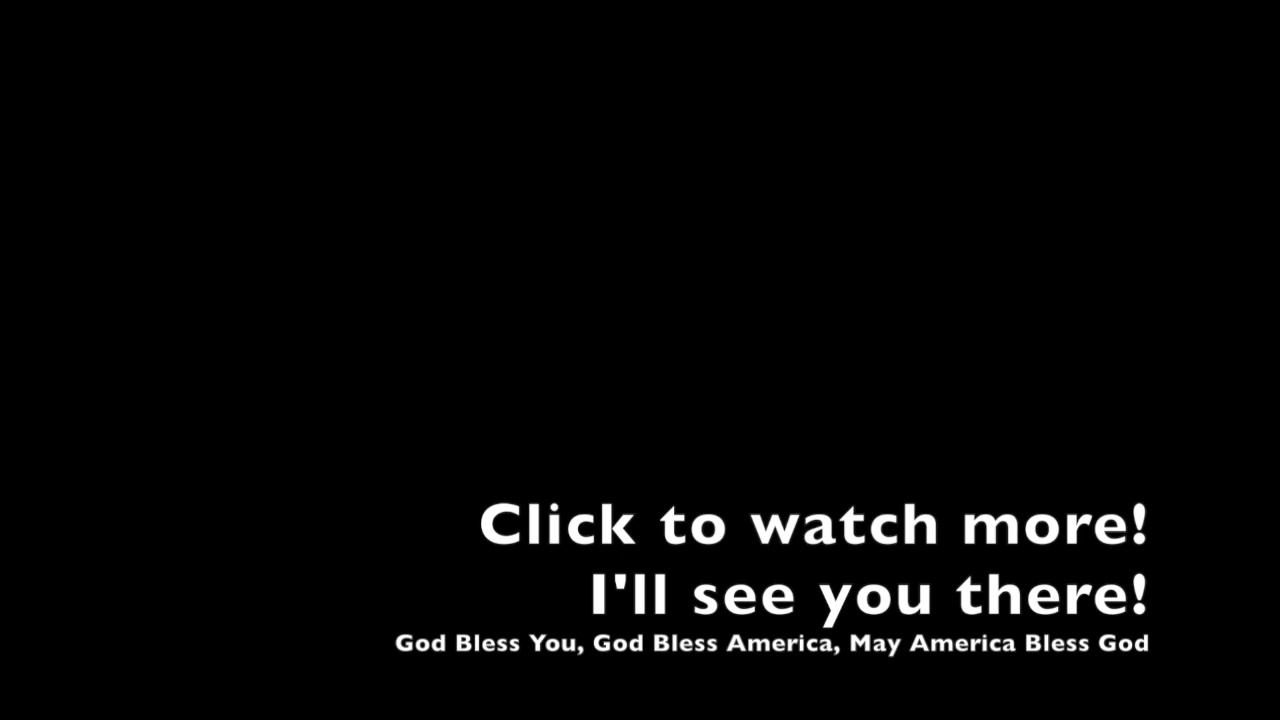 Click to watch more!
I'll see you there!
God Bless You, God Bless America, May America Bless God